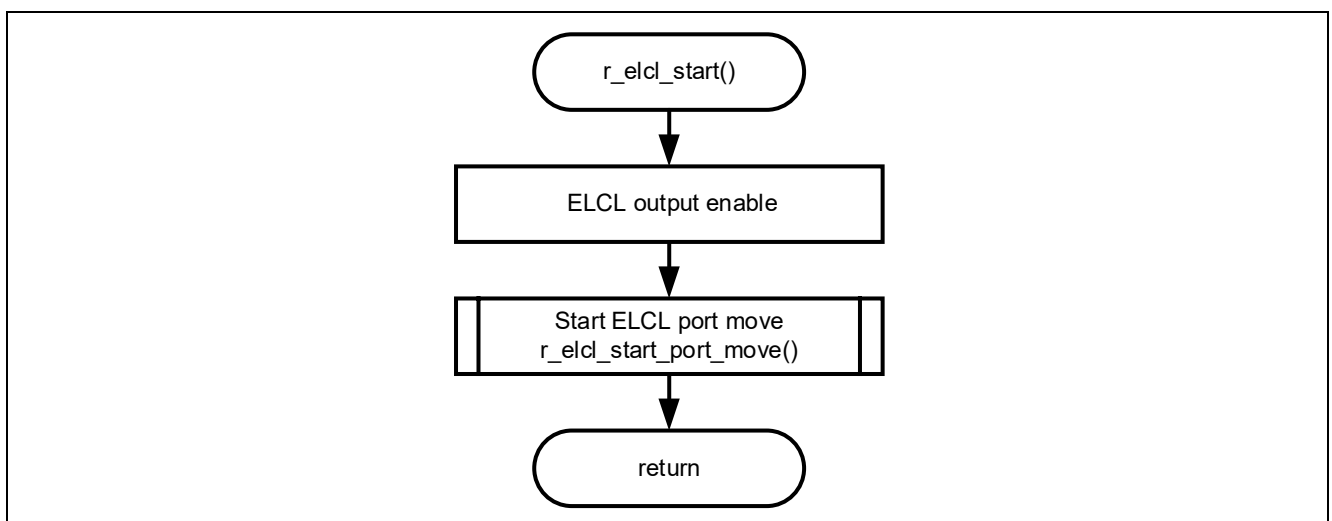 r_elcl_start()
ELCL output enable
Start ELCL port move
r_elcl_start_port_move()
return